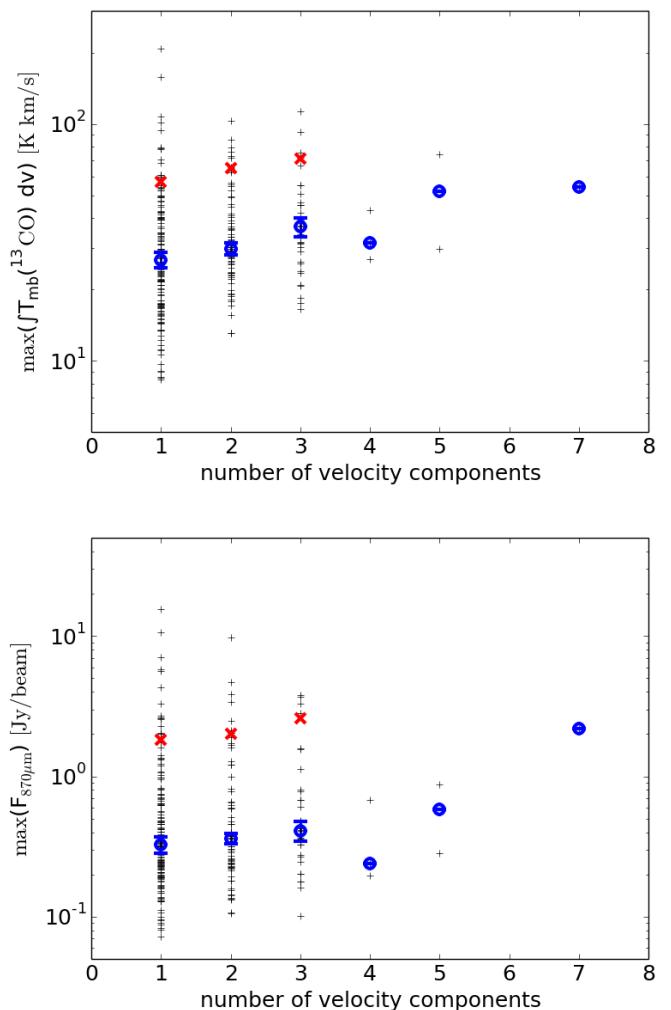 max(∫T_mb(¹³CO) dv) [K km/s]
10²
10¹
0 1 2 3 4 5 6 7 8
number of velocity components
max(F_870μm) [Jy/beam]
10¹
10⁰
10⁻¹
0 1 2 3 4 5 6 7 8
number of velocity components